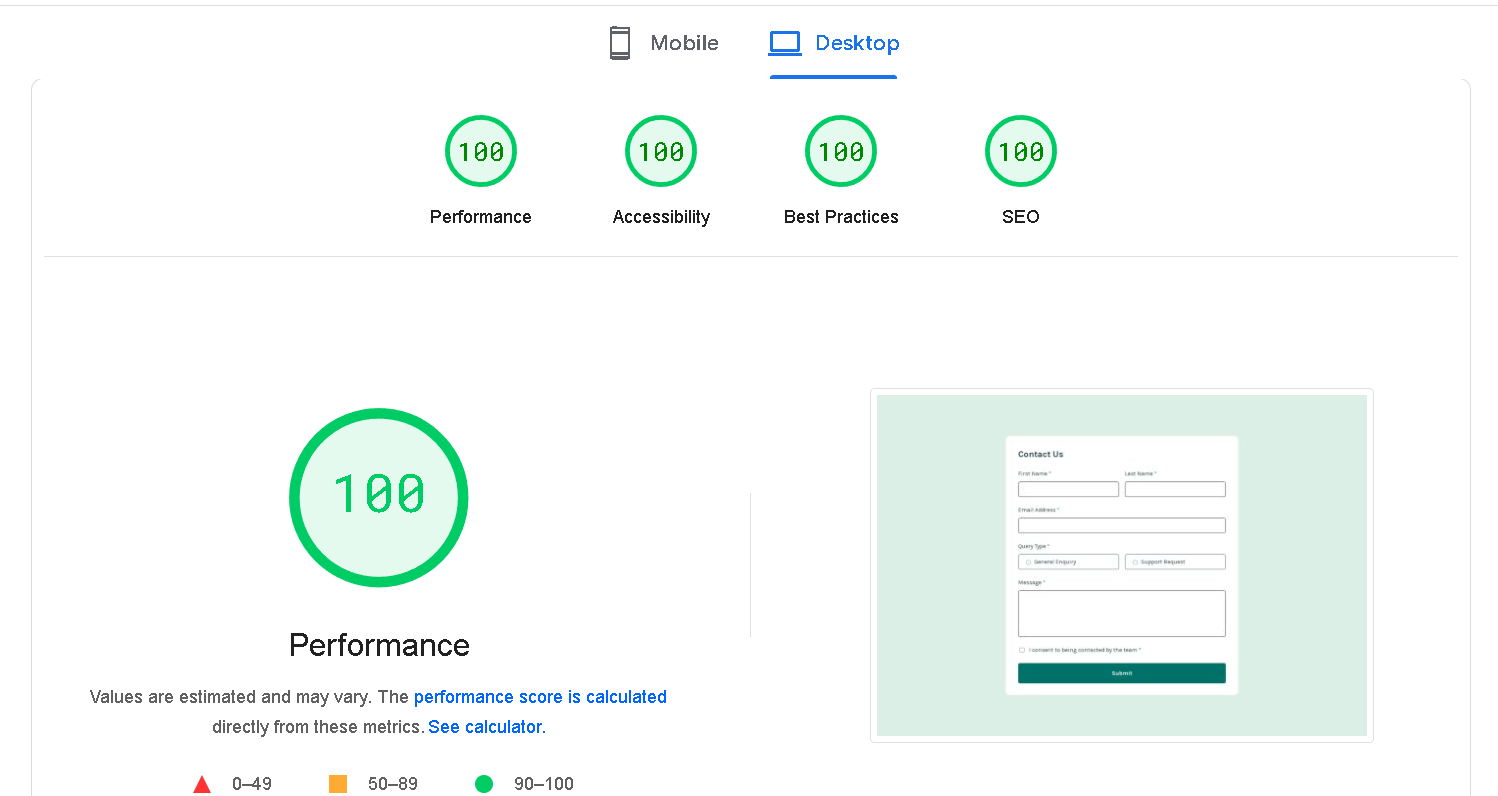 Mobile Desktop
100 100 100 100
Performance Accessibility Best Practices SEO
100
Performance
Values are estimated and may vary. The performance score is calculated
directly from these metrics. See calculator.
0–49 50–89 90–100
Contact Us
First Name * Last Name *
Email Address *
Query Type *
General Enquiry Support Request
Message *
I consent to being contacted by the team *
Submit